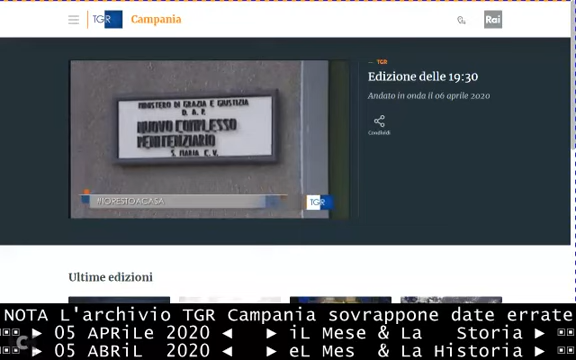 TGR Campania Rai
TGR
Edizione delle 19:30
Andato in onda il 06 aprile 2020
Condividi
MINISTERO DI GRAZIA E GIUSTIZIA
D. A. P.
NUOVO COMPLESSO
PENITENZIARIO
S. MARIA C. V.
#IORESTOACASA
TGR
Ultime edizioni
NOTA L'archivio TGR Campania sovrappone date errate
► 05 APRiLe 2020 ◄ ► iL Mese & La Storia ►
► 05 ABRiL 2020 ◄ ► eL Mes & La Historia ►